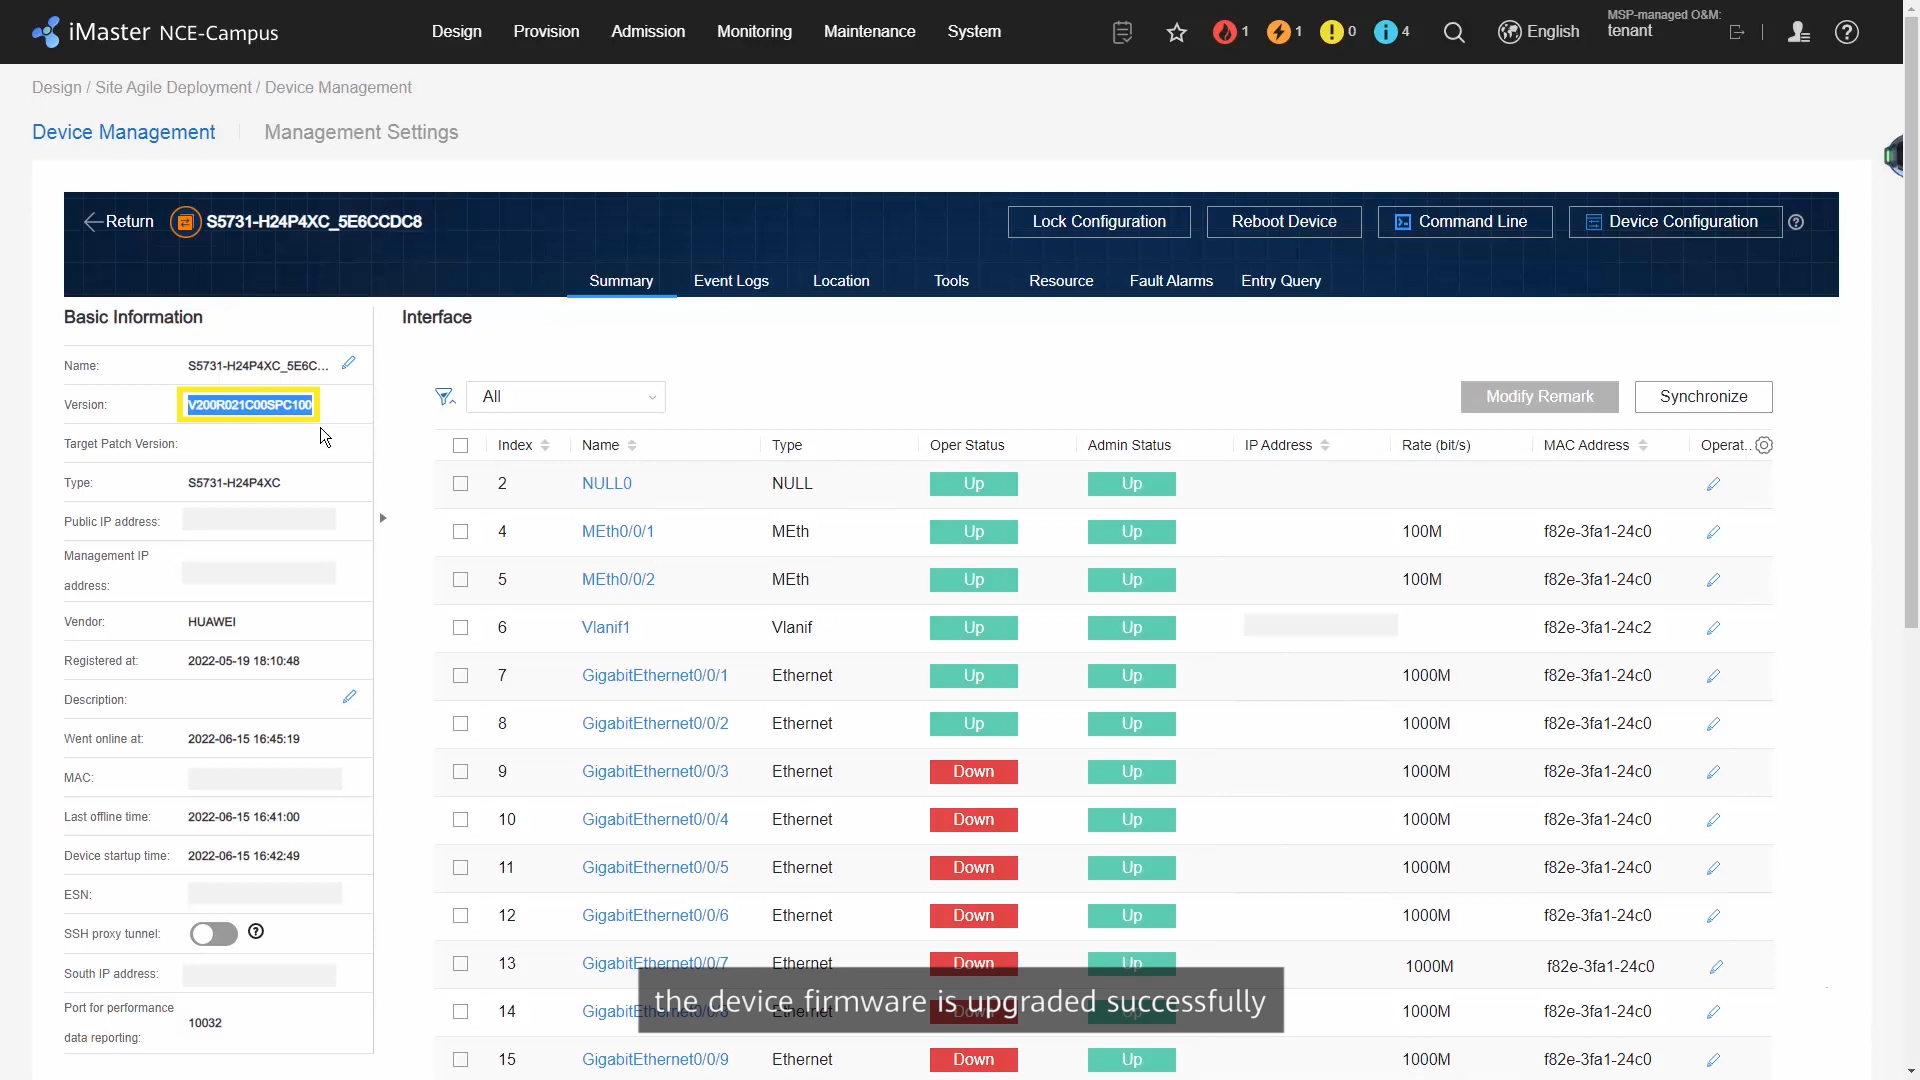 iMaster NCE-Campus
Design Provision Admission Monitoring Maintenance System
1 1 0 4
English
MSP-managed O&M:
tenant
Design / Site Agile Deployment / Device Management
Device Management Management Settings
Return S5731-H24P4XC_5E6CCDC8
Lock Configuration Reboot Device Command Line Device Configuration
Summary Event Logs Location Tools Resource Fault Alarms Entry Query
Basic Information
Name: S5731-H24P4XC_5E6C...
Version: V200R021C00SPC100
Target Patch Version:
Type: S5731-H24P4XC
Public IP address:
Management IP
address:
Vendor: HUAWEI
Registered at: 2022-05-19 18:10:48
Description:
Went online at: 2022-06-15 16:45:19
MAC:
Last offline time: 2022-06-15 16:41:00
Device startup time: 2022-06-15 16:42:49
ESN:
SSH proxy tunnel:
South IP address:
Port for performance
data reporting: 10032
Interface
All Modify Remark Synchronize
Index Name Type Oper Status Admin Status IP Address Rate (bit/s) MAC Address Operat..
2 NULL0 NULL Up Up
4 MEth0/0/1 MEth Up Up 100M f82e-3fa1-24c0
5 MEth0/0/2 MEth Up Up 100M f82e-3fa1-24c0
6 Vlanif1 Vlanif Up Up f82e-3fa1-24c2
7 GigabitEthernet0/0/1 Ethernet Up Up 1000M f82e-3fa1-24c0
8 GigabitEthernet0/0/2 Ethernet Up Up 1000M f82e-3fa1-24c0
9 GigabitEthernet0/0/3 Ethernet Down Up 1000M f82e-3fa1-24c0
10 GigabitEthernet0/0/4 Ethernet Down Up 1000M f82e-3fa1-24c0
11 GigabitEthernet0/0/5 Ethernet Down Up 1000M f82e-3fa1-24c0
12 GigabitEthernet0/0/6 Ethernet Down Up 1000M f82e-3fa1-24c0
13 GigabitEthernet0/0/7 Ethernet Down Up 1000M f82e-3fa1-24c0
the device firmware is upgraded successfully
14 Ethernet Down Up 1000M f82e-3fa1-24c0
15 GigabitEthernet0/0/9 Ethernet Down Up 1000M f82e-3fa1-24c0